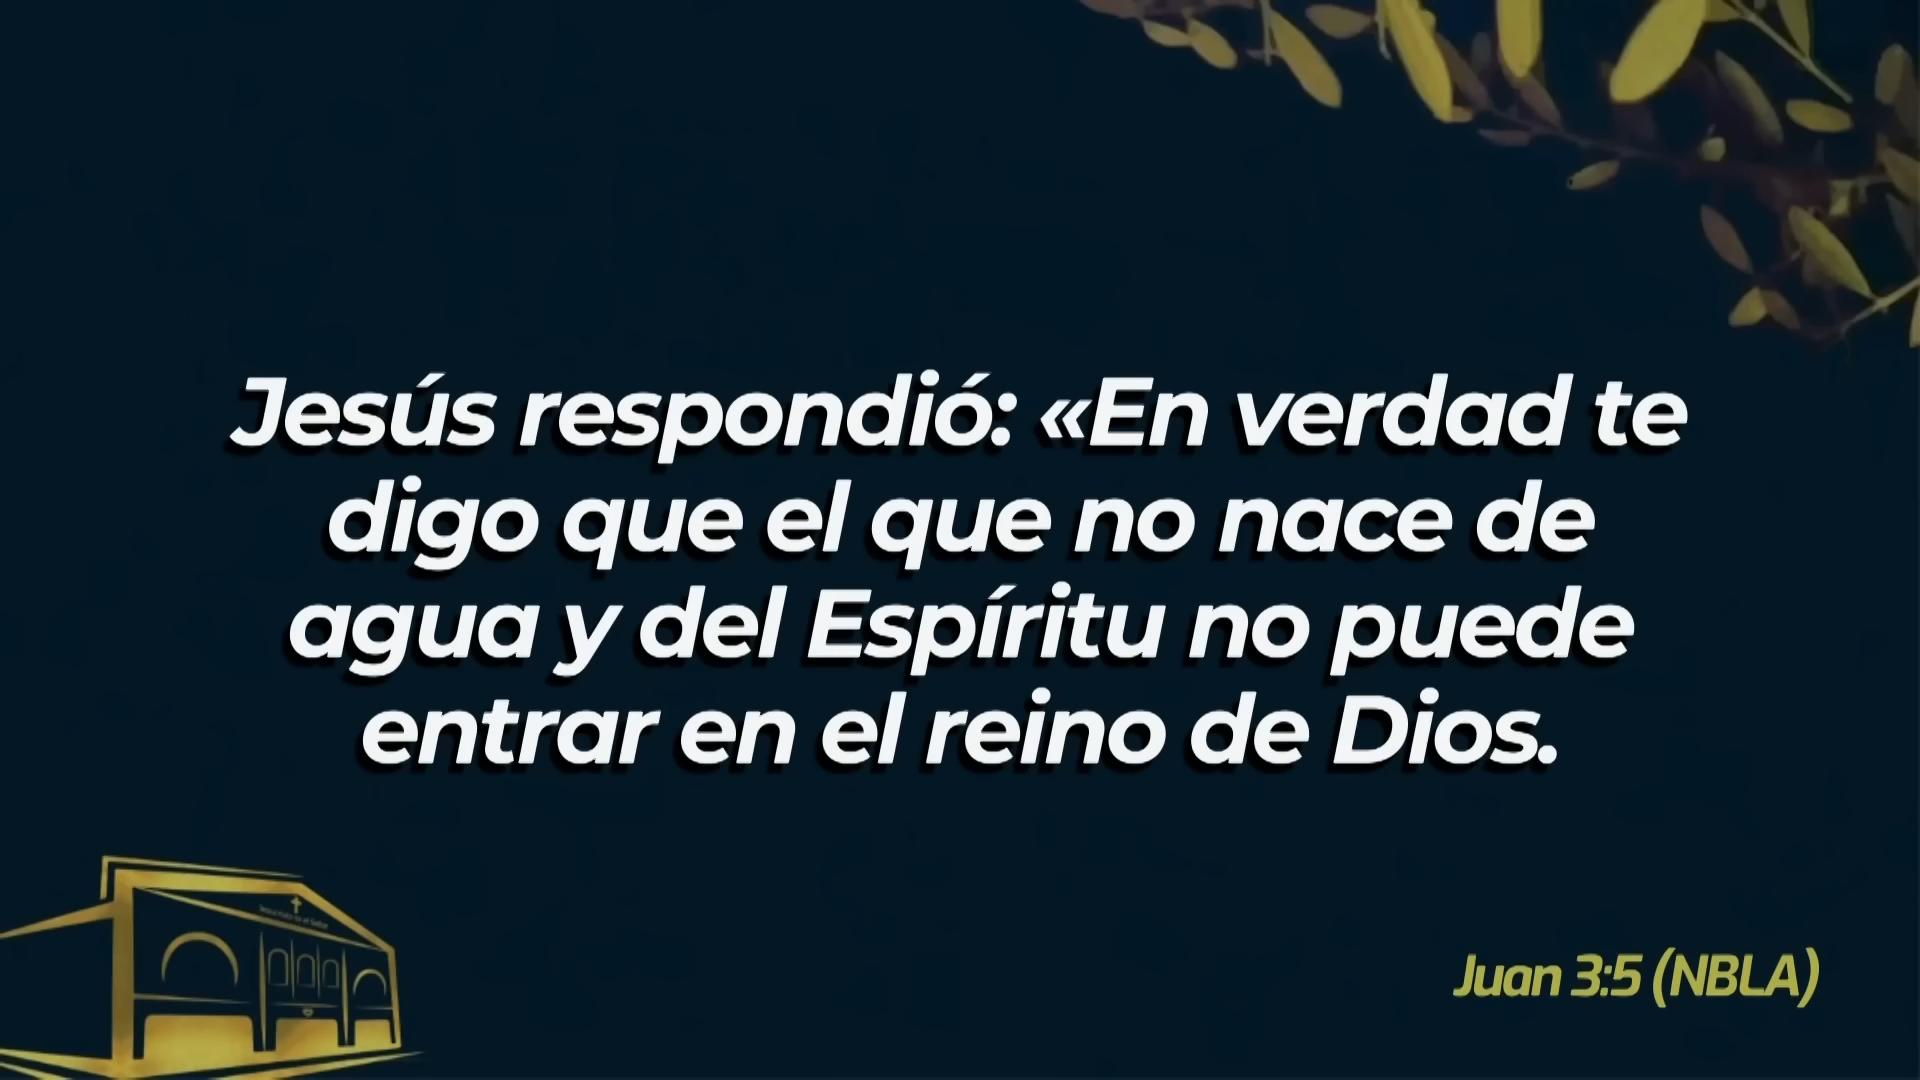 Jesús respondió: «En verdad te
digo que el que no nace de
agua y del Espíritu no puede
entrar en el reino de Dios.
Juan 3:5 (NBLA)